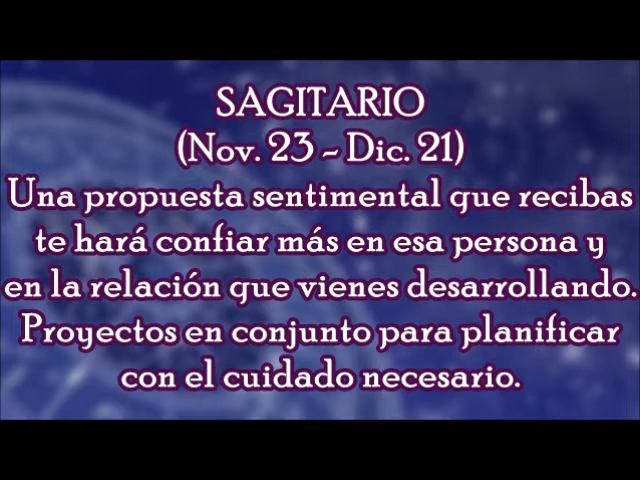 SAGITARIO
(Nov. 23 - Dic. 21)
Una propuesta sentimental que recibas
te hará confiar más en esa persona y
en la relación que vienes desarrollando.
Proyectos en conjunto para planificar
con el cuidado necesario.